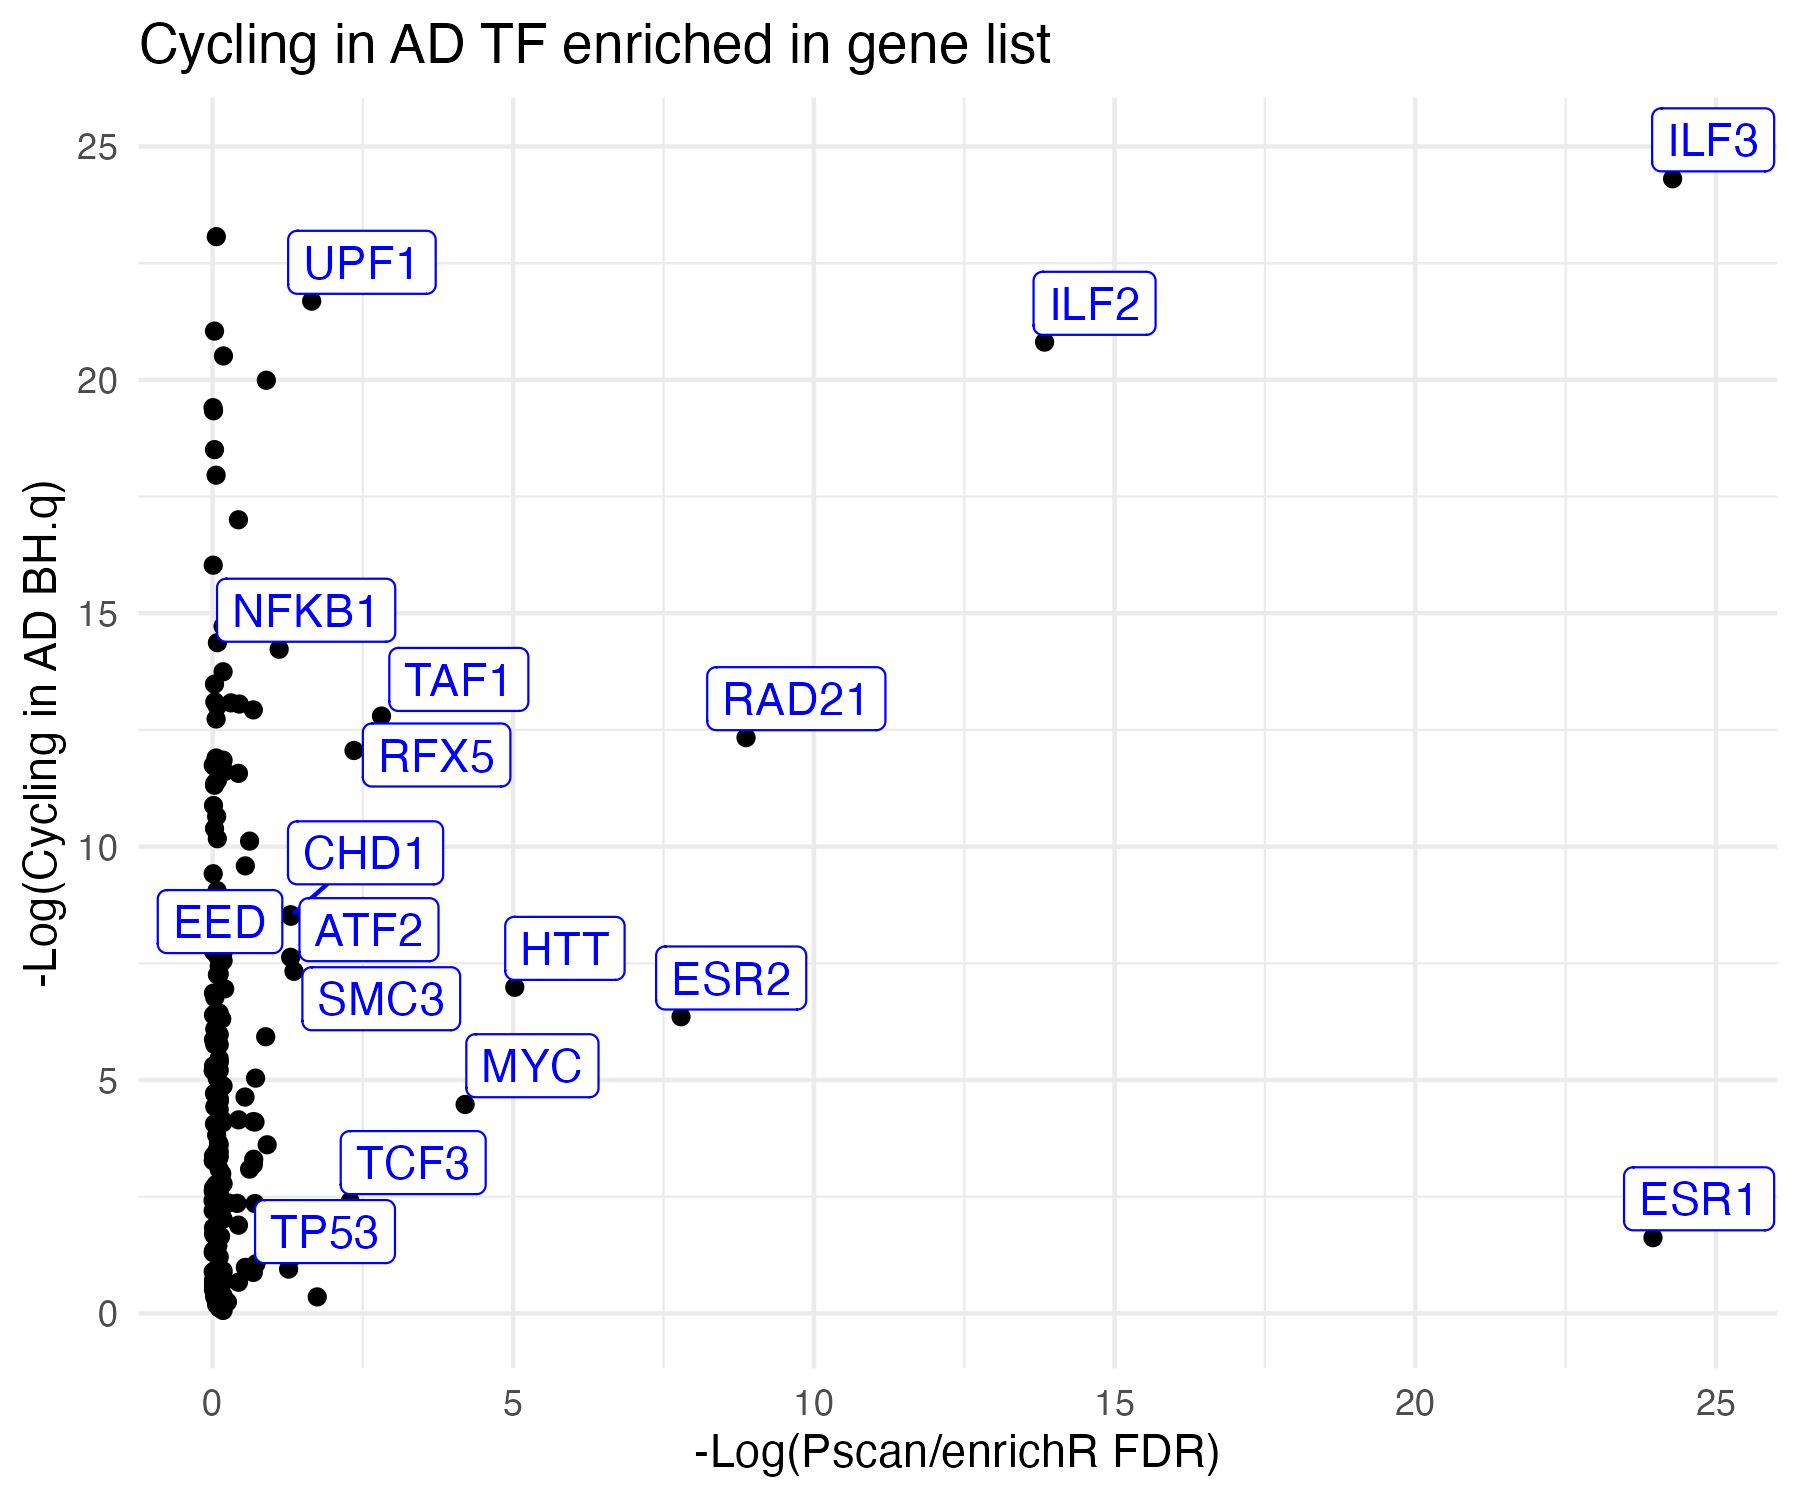 Cycling in AD TF enriched in gene list
-Log(Cycling in AD BH.q)
25
20
15
10
5
0
ILF3
UPF1
ILF2
NFKB1
TAF1
RAD21
RFX5
CHD1
EED
ATF2
HTT
ESR2
SMC3
MYC
TCF3
ESR1
TP53
0
5
10
15
20
25
-Log(Pscan/enrichR FDR)